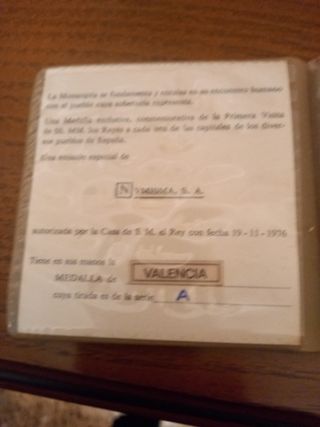 La Monarquía se fundamenta y enraiza en su encuentro humano
con el pueblo cuya soberanía representa.
Una Medalla exclusiva, conmemorativa de la Primera Visita
de SS. MM. los Reyes a cada una de las capitales de los diver-
sos pueblos de España.
Una emisión especial de
S. A.
autorizada por la Casa de S. M. el Rey con fecha 19-11-1976
Tiene en sus manos la
MEDALLA de VALENCIA
cuya tirada es de la serie A